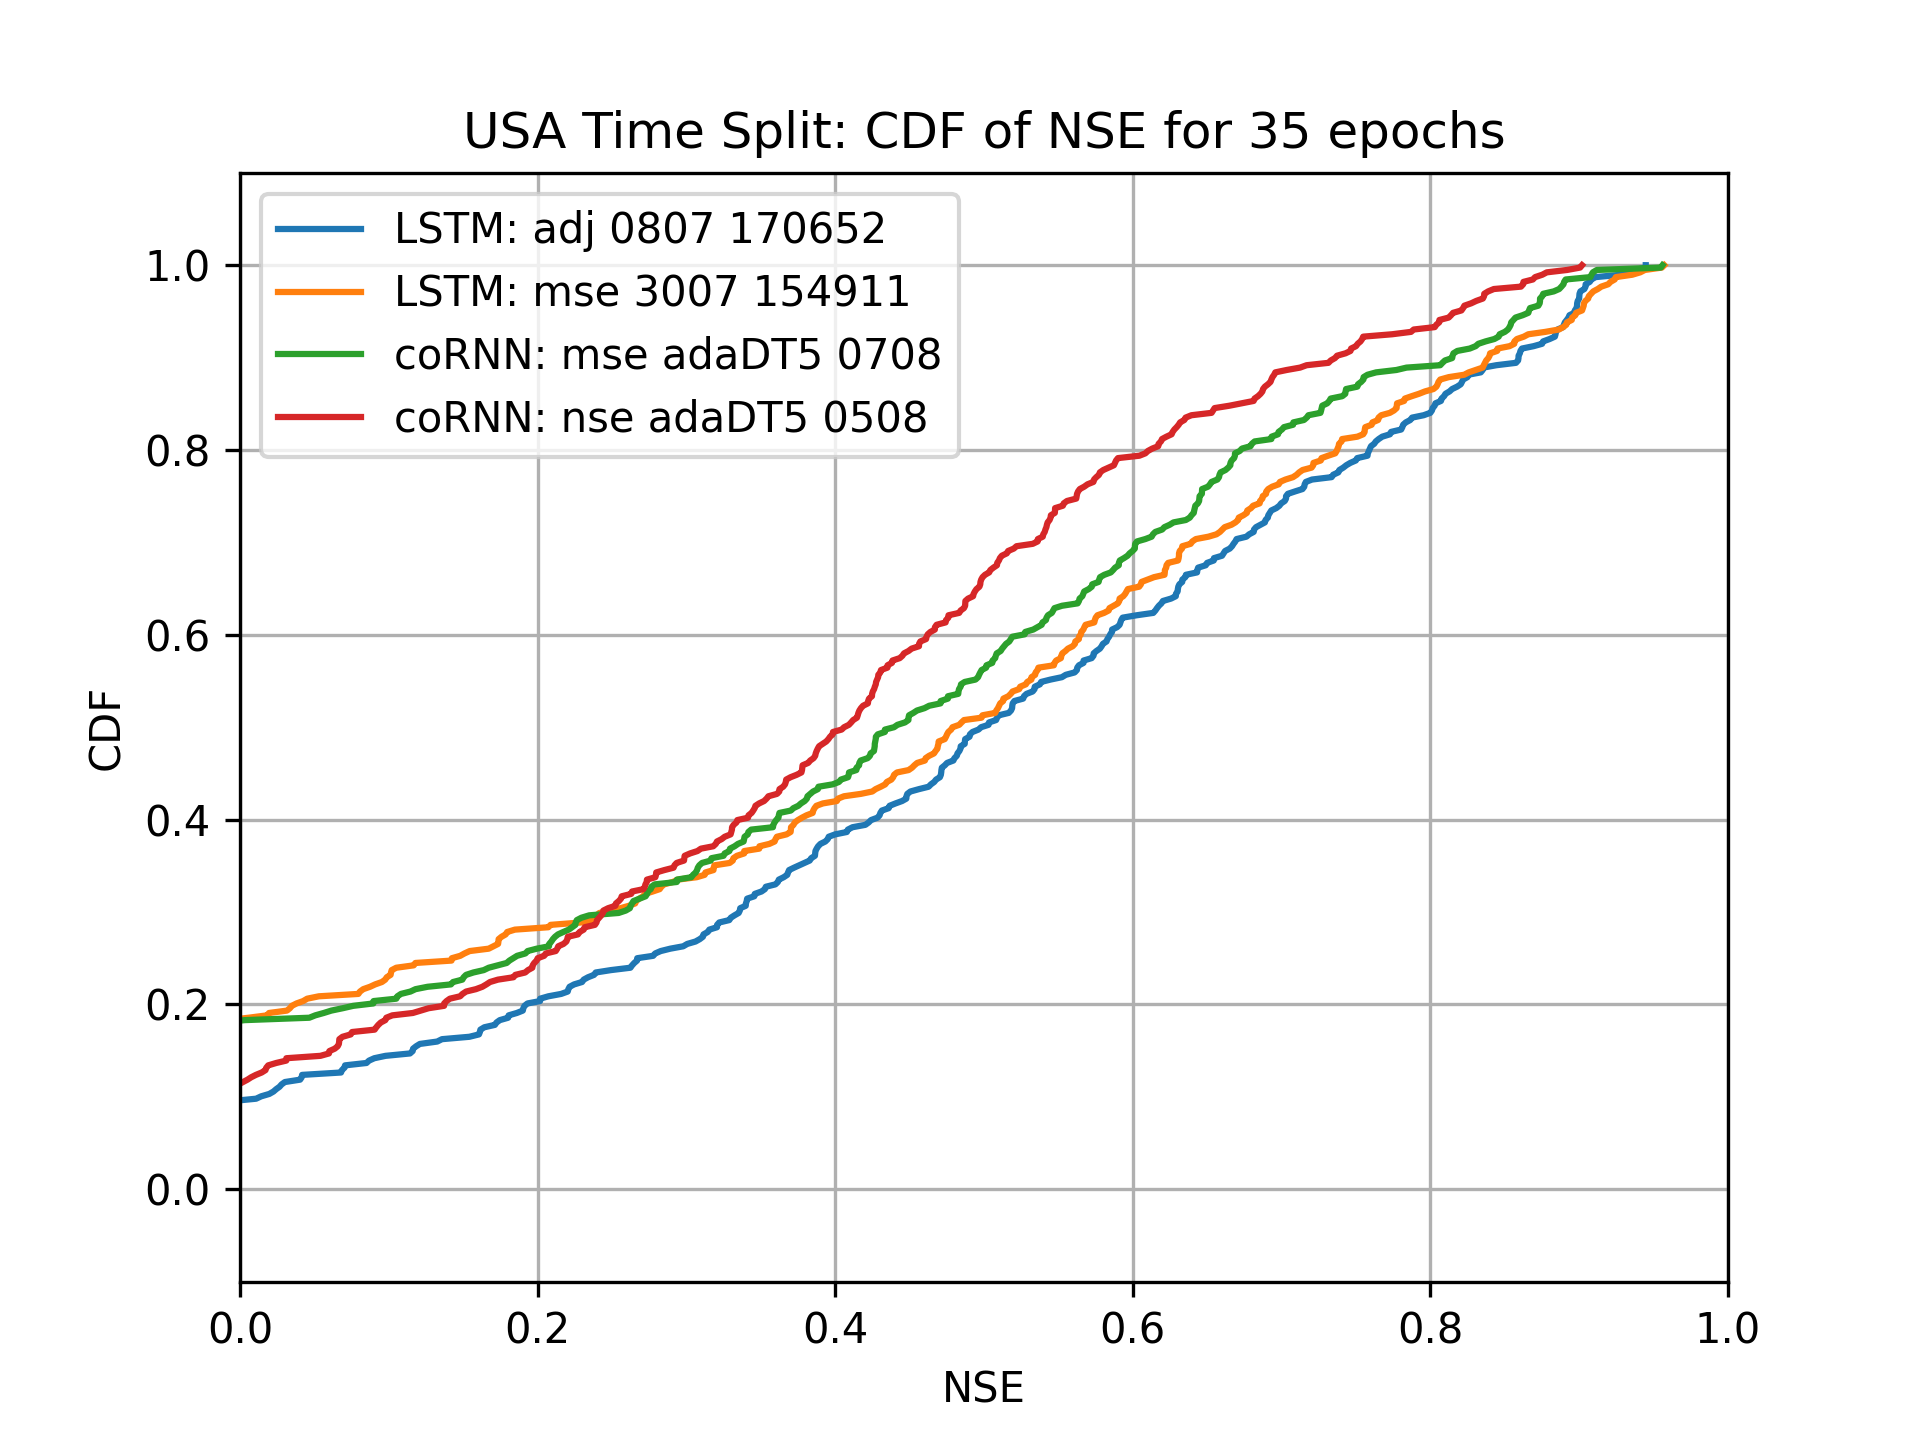 USA Time Split: CDF of NSE for 35 epochs
LSTM: adj 0807 170652
LSTM: mse 3007 154911
coRNN: mse adaDT5 0708
coRNN: nse adaDT5 0508
1.0
0.8
0.6
0.4
0.2
0.0
CDF
0.0 0.2 0.4 0.6 0.8 1.0
NSE